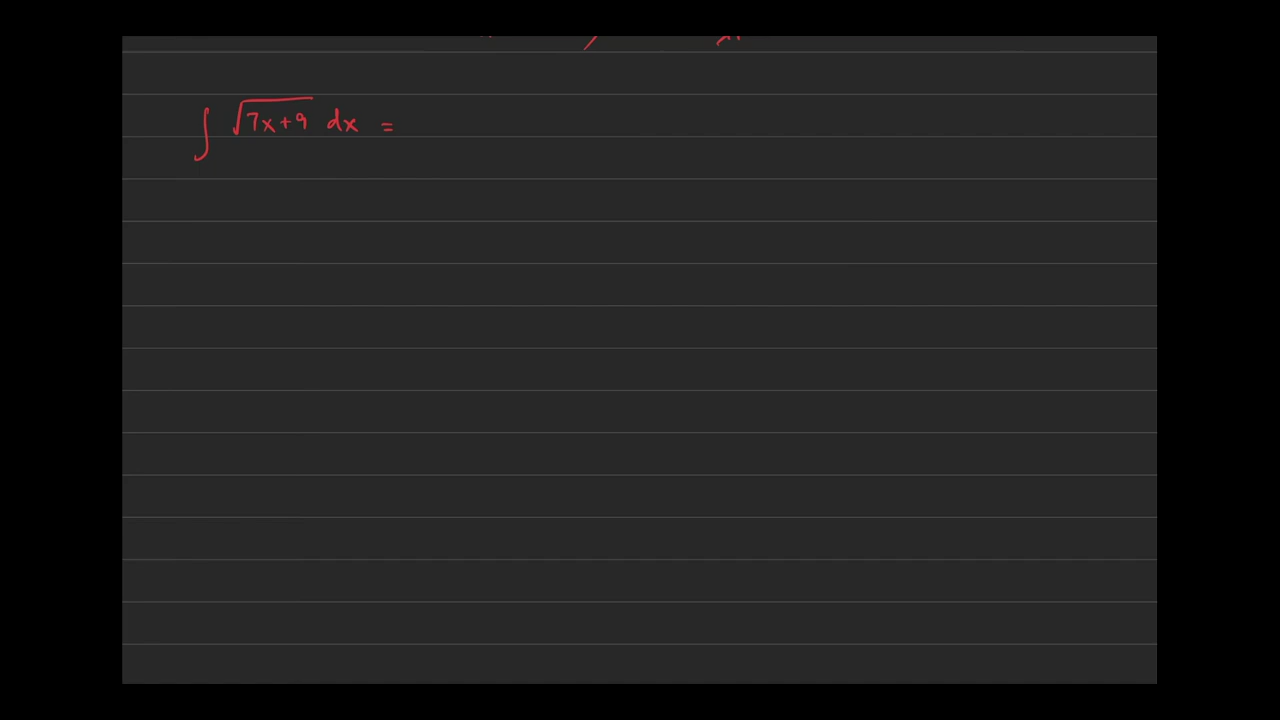 ∫ √7x+9 dx =